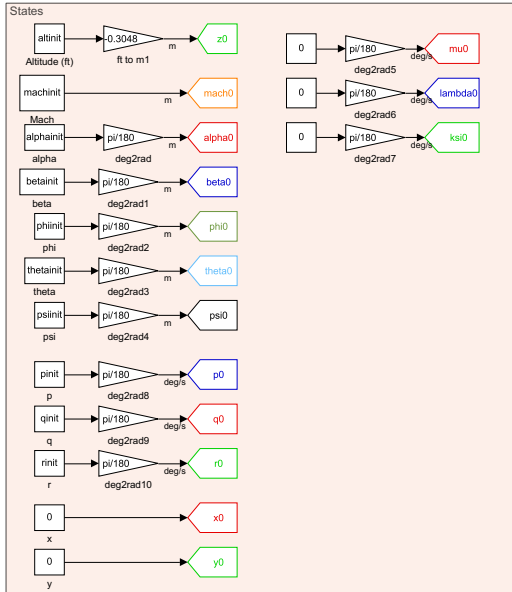 States
altinit -0.3048 m z0
Altitude (ft) ft to m1
machinit m mach0
Mach
alphainit pi/180 m alpha0
alpha deg2rad
betainit pi/180 m beta0
beta deg2rad1
phiinit pi/180 m phi0
phi deg2rad2
thetainit pi/180 m theta0
theta deg2rad3
psiinit pi/180 m psi0
psi deg2rad4
pinit pi/180 deg/s p0
p deg2rad8
qinit pi/180 deg/s q0
q deg2rad9
rinit pi/180 deg/s r0
r deg2rad10
0 x0
x
0 y0
y
0 pi/180 deg/s mu0
deg2rad5
0 pi/180 deg/s lambda0
deg2rad6
0 pi/180 deg/s ksi0
deg2rad7